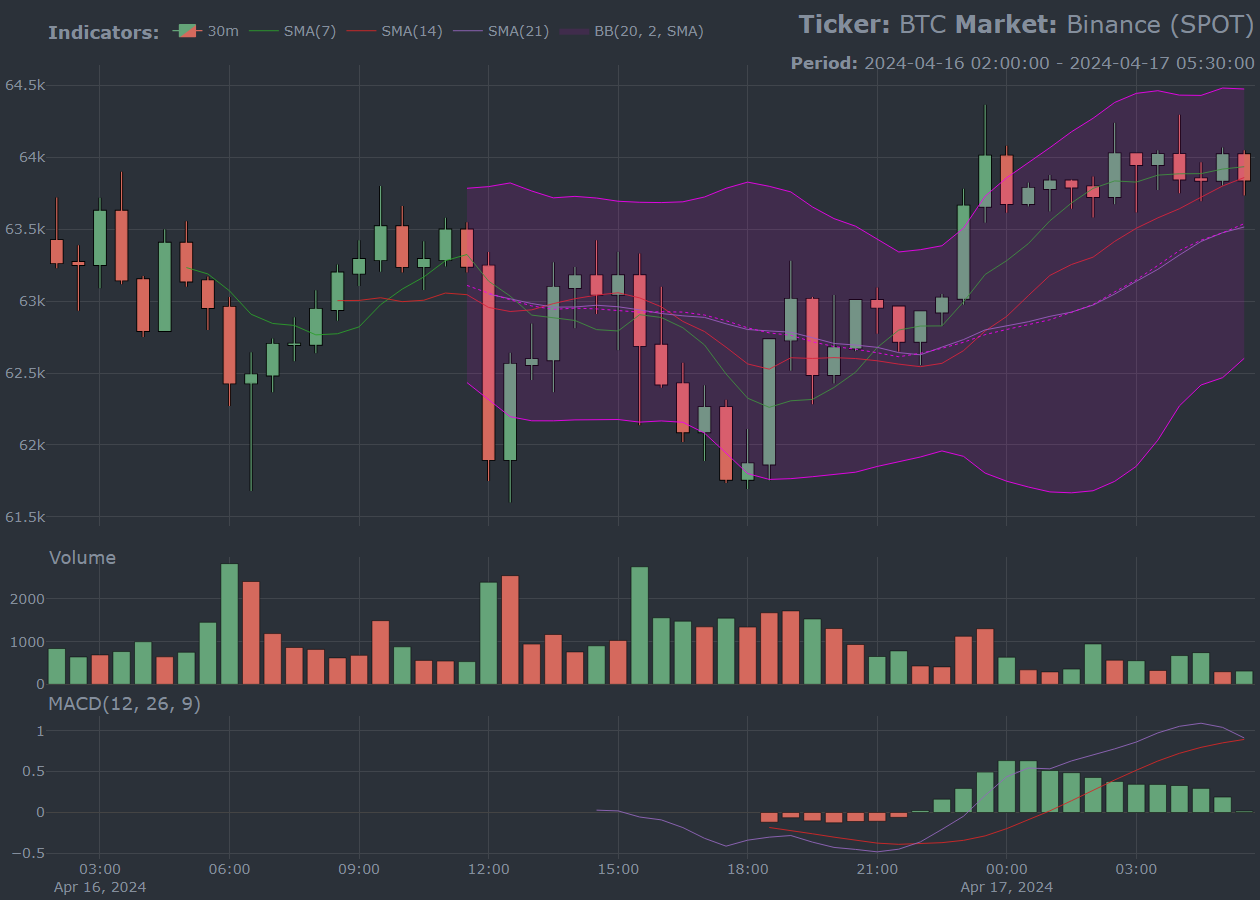 Indicators: 30m SMA(7) SMA(14) SMA(21) BB(20, 2, SMA)
Ticker: BTC Market: Binance (SPOT)
Period: 2024-04-16 02:00:00 - 2024-04-17 05:30:00
64.5k
64k
63.5k
63k
62.5k
62k
61.5k
Volume
2000
1000
0
MACD(12, 26, 9)
1
0.5
0
−0.5
03:00 06:00 09:00 12:00 15:00 18:00 21:00 00:00 03:00
Apr 16, 2024 Apr 17, 2024